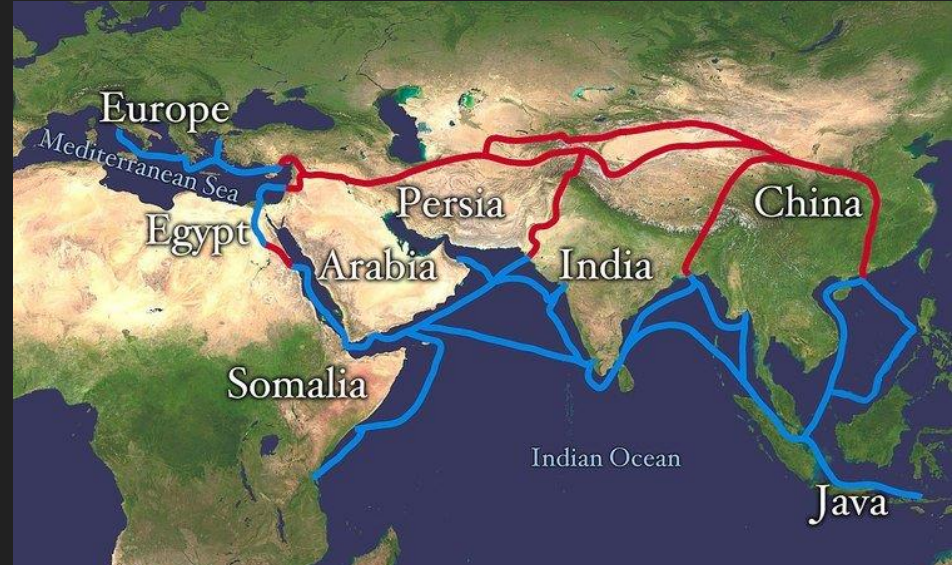 Europe
Mediterranean Sea
Egypt
Persia
China
Arabia
India
Somalia
Indian Ocean
Java